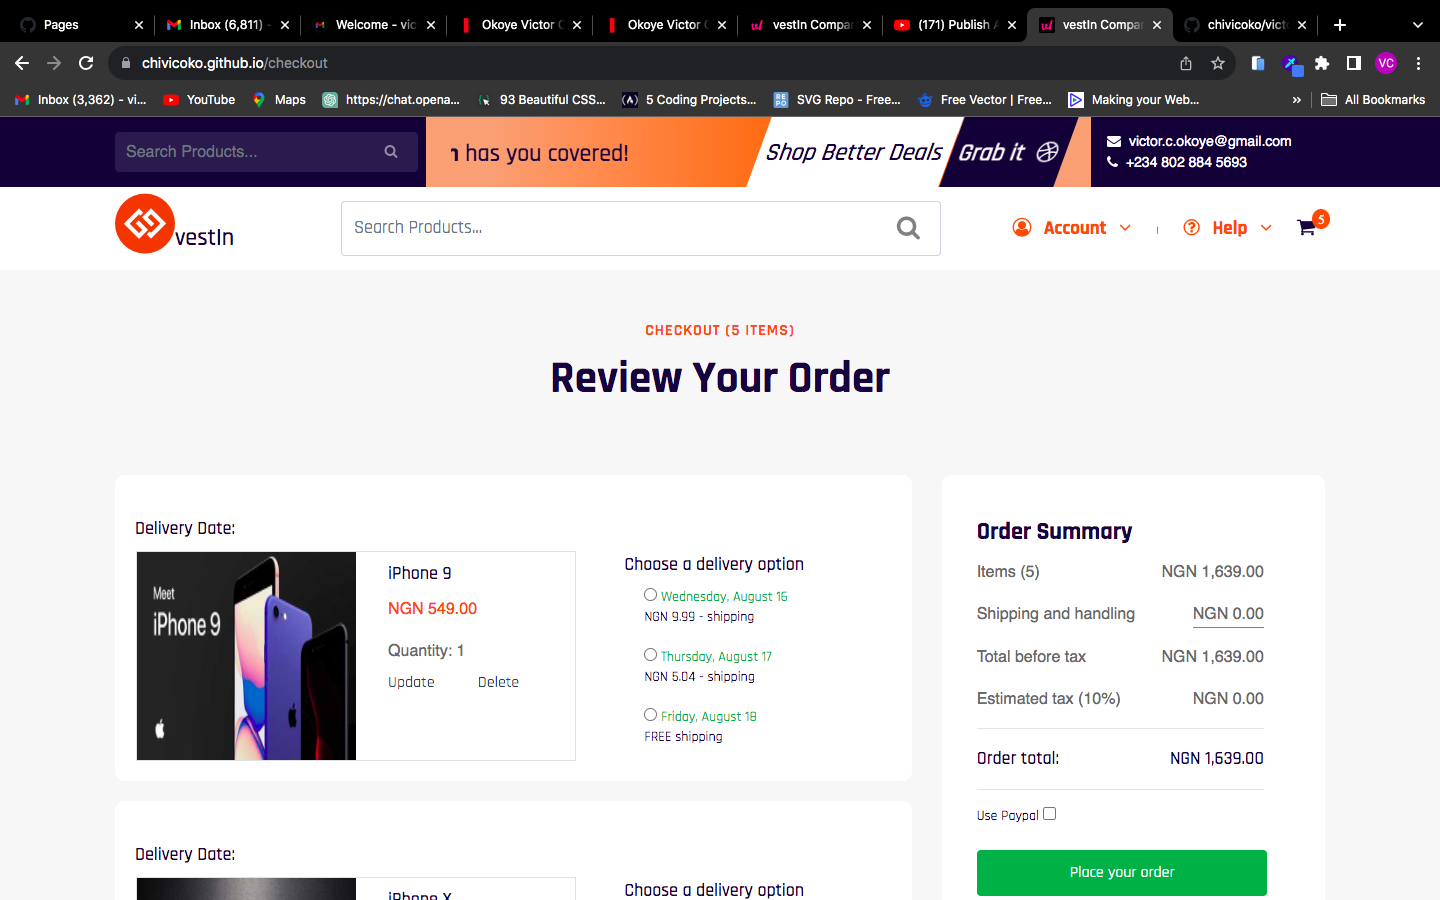 Pages
Inbox (6,811) -
Welcome - vic
Okoye Victor
Okoye Victor
vestIn Compa
(171) Publish
vestIn Compa
chivicoko/vict
chivicoko.github.io/checkout
VC
Inbox (3,362) - vi...
YouTube
Maps
https://chat.opena...
93 Beautiful CSS...
5 Coding Projects...
SVG Repo - Free...
Free Vector | Free...
Making your Web...
»
All Bookmarks
Search Products...
has you covered!
Shop Better Deals
Grab it
victor.c.okoye@gmail.com
+234 802 884 5693
vestIn
Search Products...
Account
Help
5
CHECKOUT (5 ITEMS)
Review Your Order
Delivery Date:
Meet
iPhone 9
iPhone 9
NGN 549.00
Quantity: 1
Update
Delete
Choose a delivery option
Wednesday, August 16
NGN 9.99 - shipping
Thursday, August 17
NGN 5.04 - shipping
Friday, August 18
FREE shipping
Order Summary
Items (5) NGN 1,639.00
Shipping and handling NGN 0.00
Total before tax NGN 1,639.00
Estimated tax (10%) NGN 0.00
Order total: NGN 1,639.00
Use Paypal
Place your order
Delivery Date:
iPhone X
Choose a delivery option